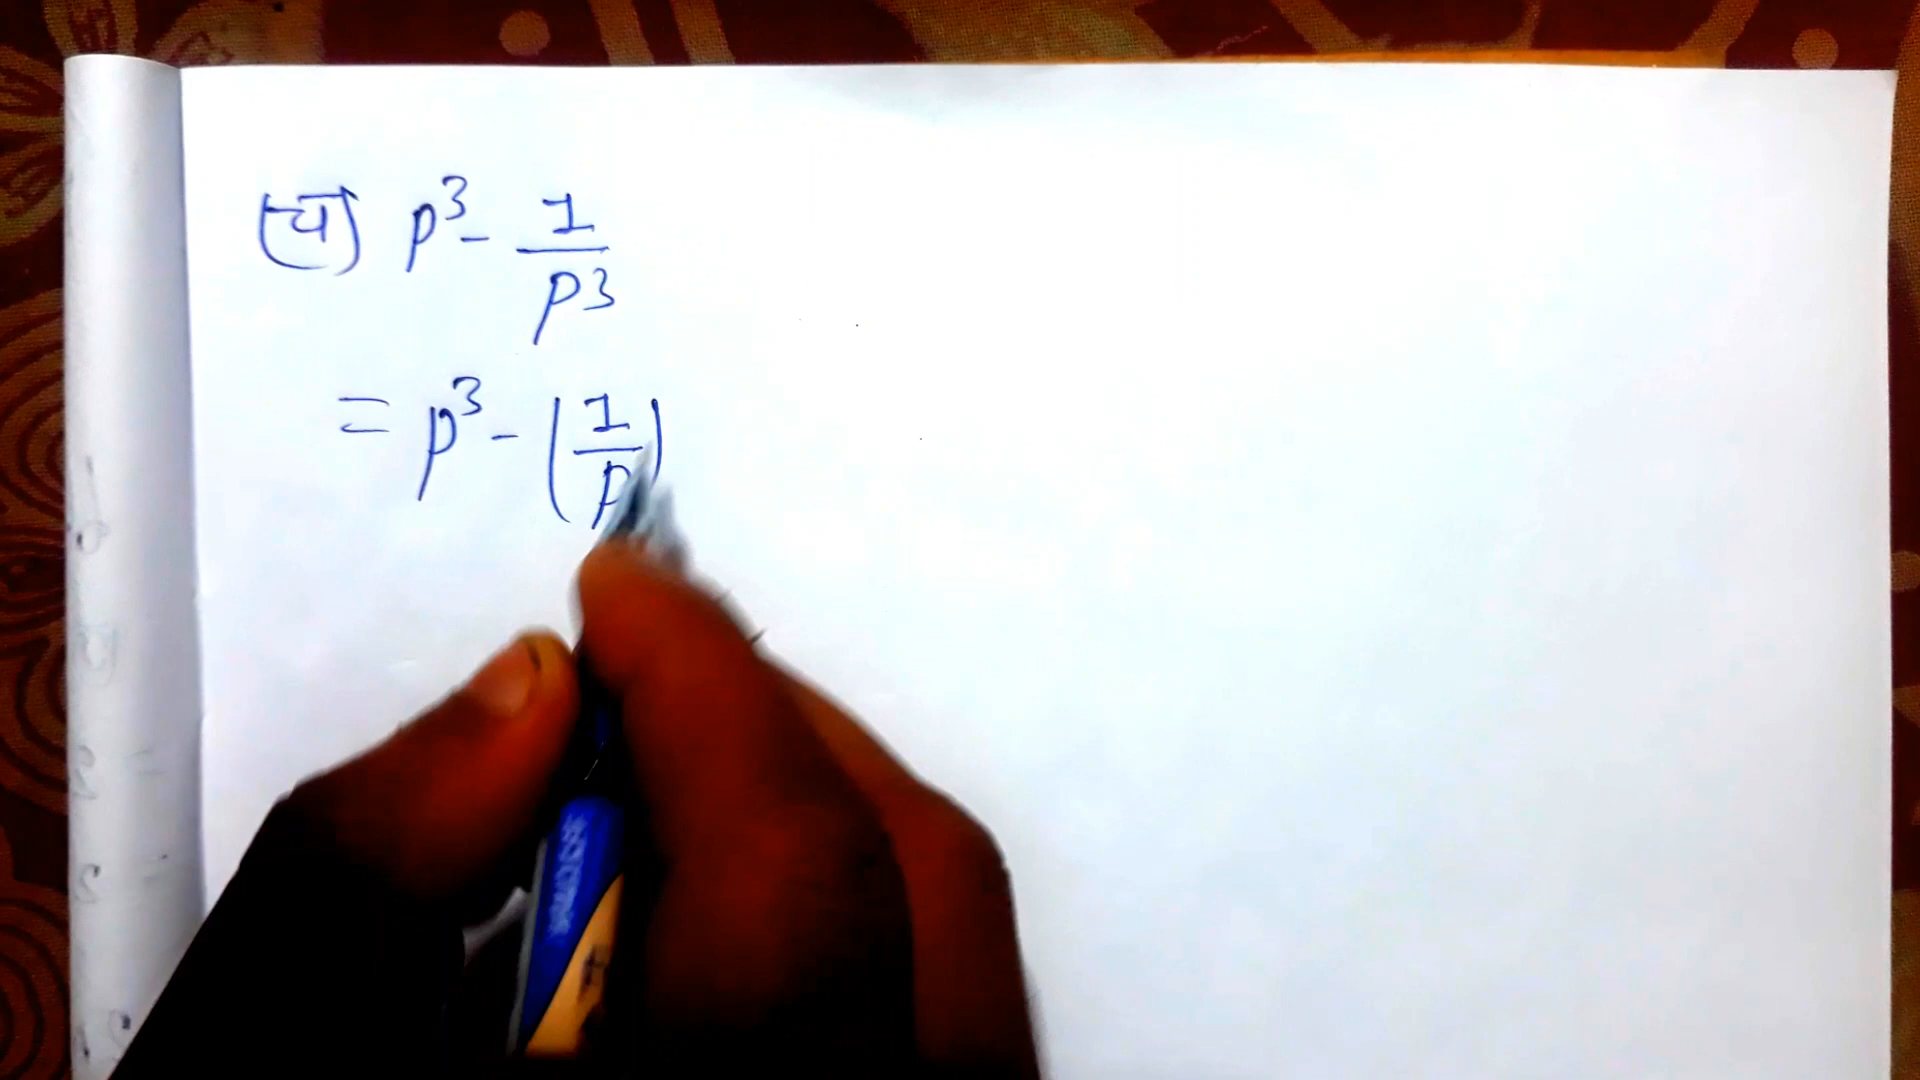 (च) p³ - 1/p³
= p³ - (1/p)